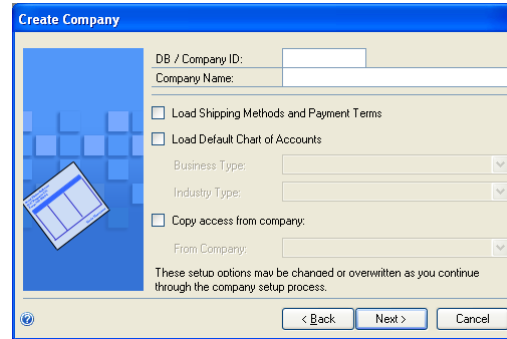 Create Company
DB / Company ID:
Company Name:
Load Shipping Methods and Payment Terms
Load Default Chart of Accounts
Business Type:
Industry Type:
Copy access from company:
From Company:
These setup options may be changed or overwritten as you continue
through the company setup process.
< Back
Next >
Cancel